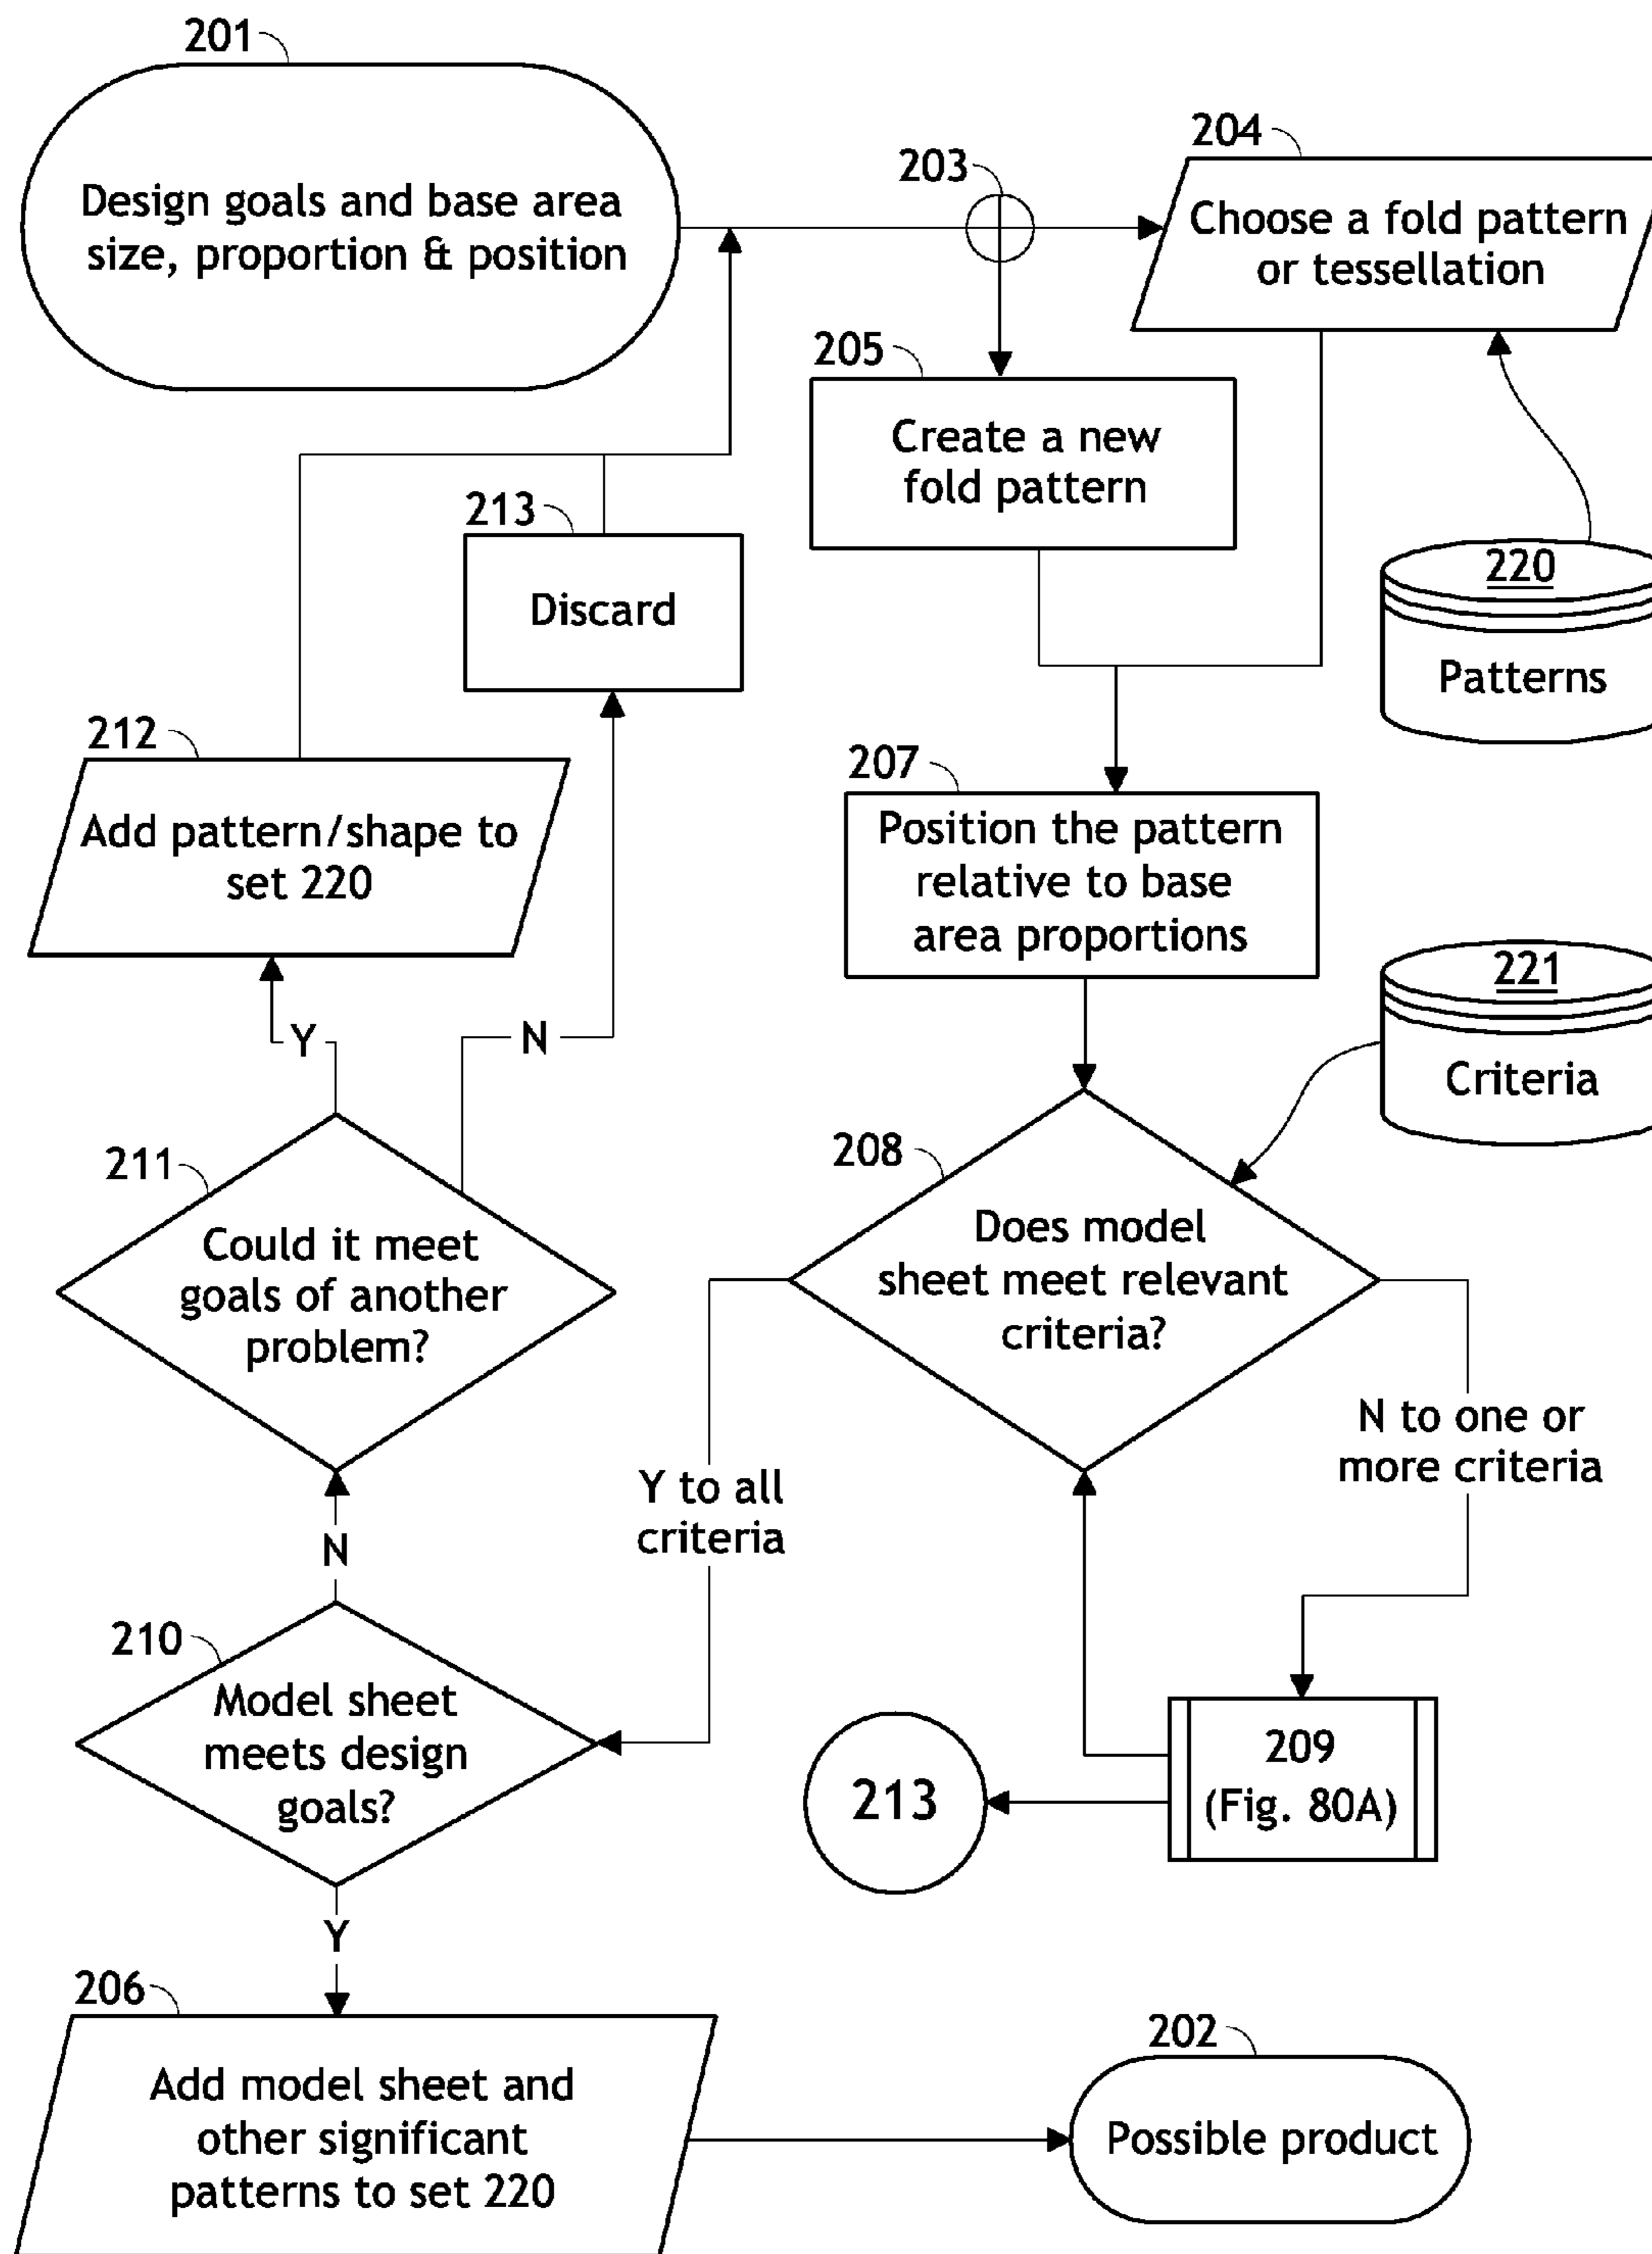 201
Design goals and base area
size, proportion & position
203
204
Choose a fold pattern
or tessellation
205
Create a new
fold pattern
213
Discard
220
Patterns
212
Add pattern/shape to
set 220
207
Position the pattern
relative to base
area proportions
221
Criteria
Y
N
211
Could it meet
goals of another
problem?
208
Does model
sheet meet relevant
criteria?
N to one or
more criteria
Y to all
criteria
N
210
Model sheet
meets design
goals?
213
209
(Fig. 80A)
Y
206
Add model sheet and
other significant
patterns to set 220
202
Possible product